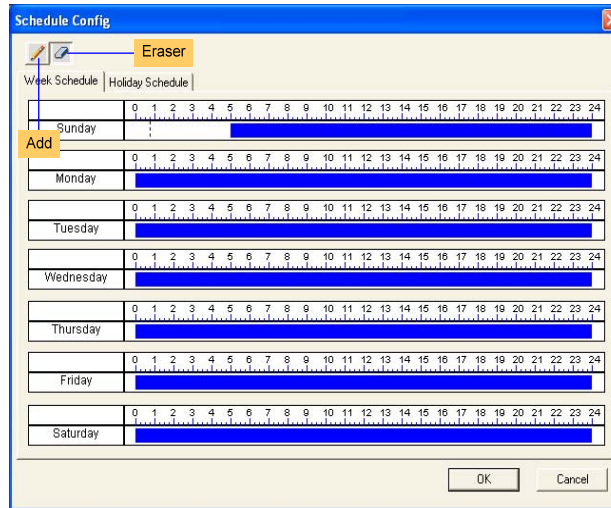 Schedule Config
Eraser
Week Schedule Holiday Schedule
0 1 2 3 4 5 6 7 8 9 10 11 12 13 14 15 16 17 18 19 20 21 22 23 24
Sunday
Add
0 1 2 3 4 5 6 7 8 9 10 11 12 13 14 15 16 17 18 19 20 21 22 23 24
Monday
0 1 2 3 4 5 6 7 8 9 10 11 12 13 14 15 16 17 18 19 20 21 22 23 24
Tuesday
0 1 2 3 4 5 6 7 8 9 10 11 12 13 14 15 16 17 18 19 20 21 22 23 24
Wednesday
0 1 2 3 4 5 6 7 8 9 10 11 12 13 14 15 16 17 18 19 20 21 22 23 24
Thursday
0 1 2 3 4 5 6 7 8 9 10 11 12 13 14 15 16 17 18 19 20 21 22 23 24
Friday
0 1 2 3 4 5 6 7 8 9 10 11 12 13 14 15 16 17 18 19 20 21 22 23 24
Saturday
OK Cancel